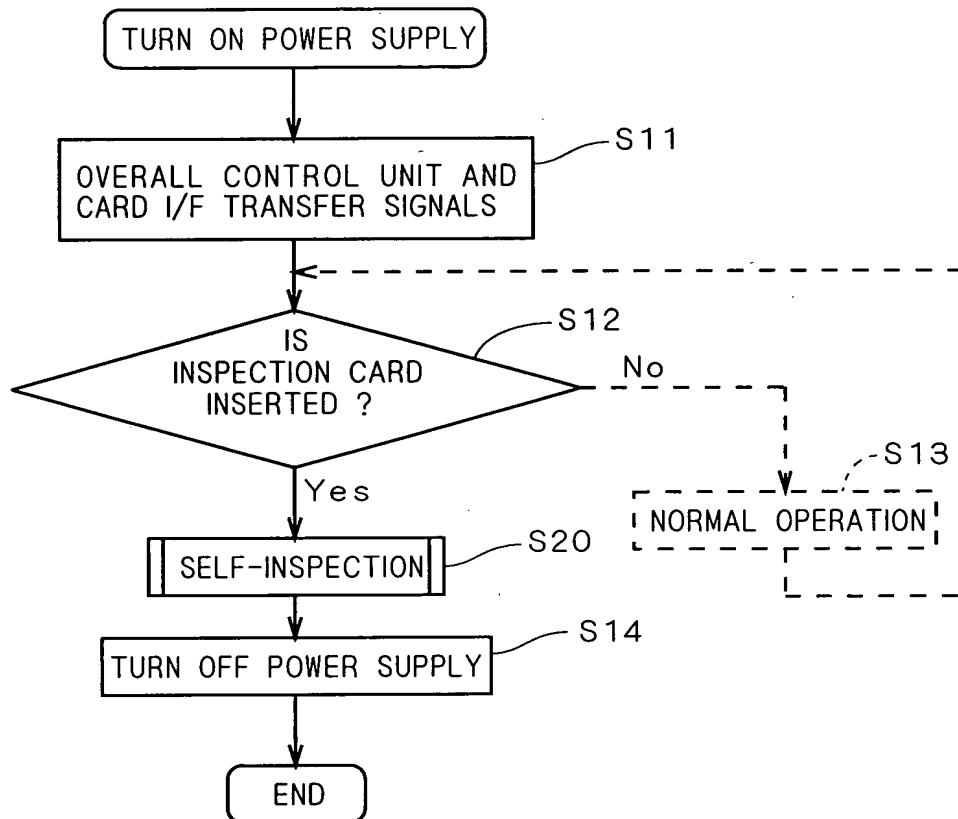 TURN ON POWER SUPPLY
S11
OVERALL CONTROL UNIT AND
CARD I/F TRANSFER SIGNALS
S12
IS
INSPECTION CARD
INSERTED ?
No
Yes
S13
NORMAL OPERATION
S20
SELF-INSPECTION
S14
TURN OFF POWER SUPPLY
END